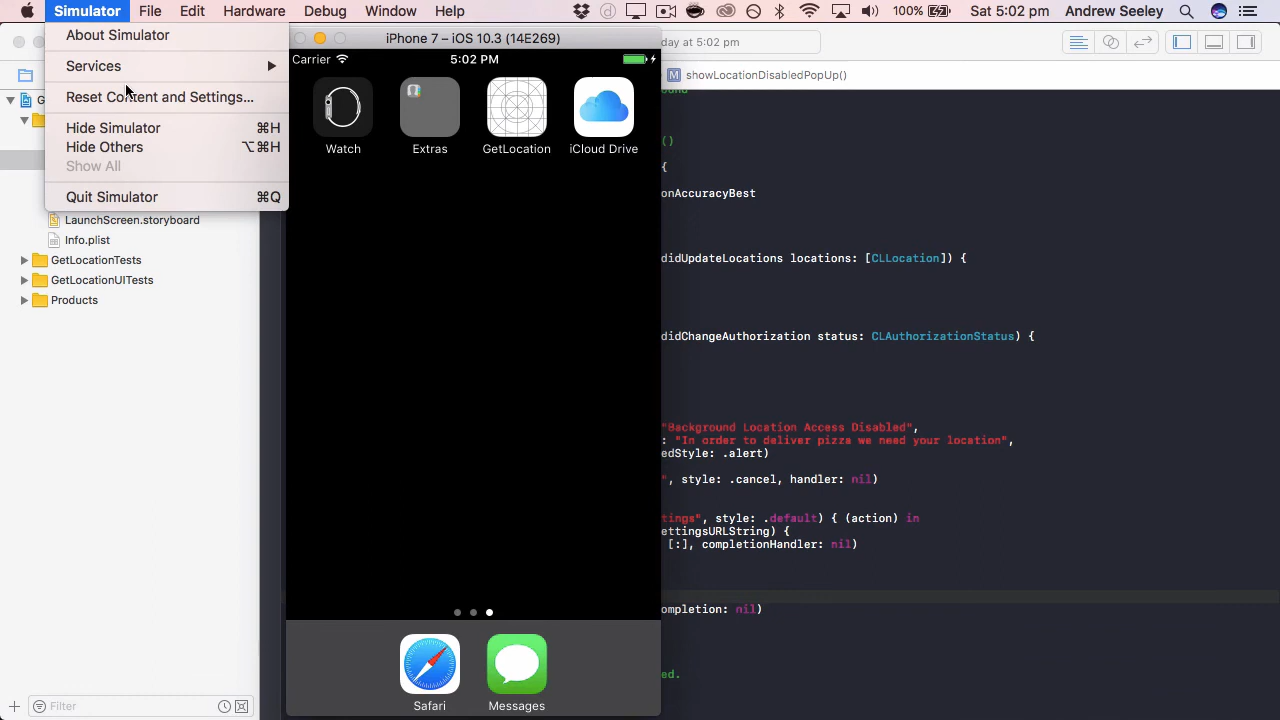 Simulator File Edit Hardware Debug Window Help 100% Sat 5:02 pm Andrew Seeley
About Simulator
Services
Reset Content and Settings...
Hide Simulator ⌘H
Hide Others ⌥⌘H
Show All
Quit Simulator ⌘Q
G
LaunchScreen.storyboard
Info.plist
GetLocationTests
GetLocationUITests
Products
Filter
iPhone 7 – iOS 10.3 (14E269)
Carrier 5:02 PM
Watch Extras GetLocation iCloud Drive
Safari Messages
day at 5:02 pm
M showLocationDisabledPopUp()
ound
()
{
onAccuracyBest
didUpdateLocations locations: [CLLocation]) {
didChangeAuthorization status: CLAuthorizationStatus) {
"Background Location Access Disabled",
: "In order to deliver pizza we need your location",
edStyle: .alert)
", style: .cancel, handler: nil)
tings", style: .default) { (action) in
ettingsURLString) {
[:], completionHandler: nil)
ompletion: nil)
ed.